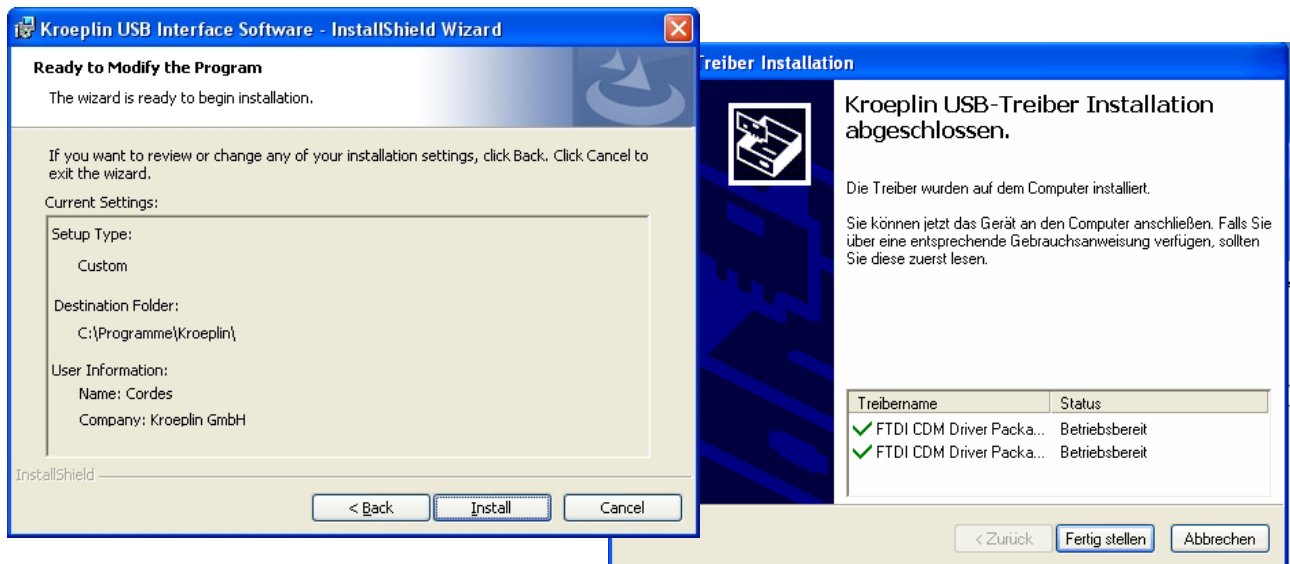 Kroeplin USB Interface Software - InstallShield Wizard
Ready to Modify the Program
The wizard is ready to begin installation.
If you want to review or change any of your installation settings, click Back. Click Cancel to
exit the wizard.
Current Settings:
Setup Type:
Custom
Destination Folder:
C:\Programme\Kroeplin\
User Information:
Name: Cordes
Company: Kroeplin GmbH
InstallShield
< Back
Install
Cancel
Treiber Installation
Kroeplin USB-Treiber Installation
abgeschlossen.
Die Treiber wurden auf dem Computer installiert.
Sie können jetzt das Gerät an den Computer anschließen. Falls Sie
über eine entsprechende Gebrauchsanweisung verfügen, sollten
Sie diese zuerst lesen.
Treibername Status
FTDI CDM Driver Packa... Betriebsbereit
FTDI CDM Driver Packa... Betriebsbereit
< Zurück
Fertig stellen
Abbrechen